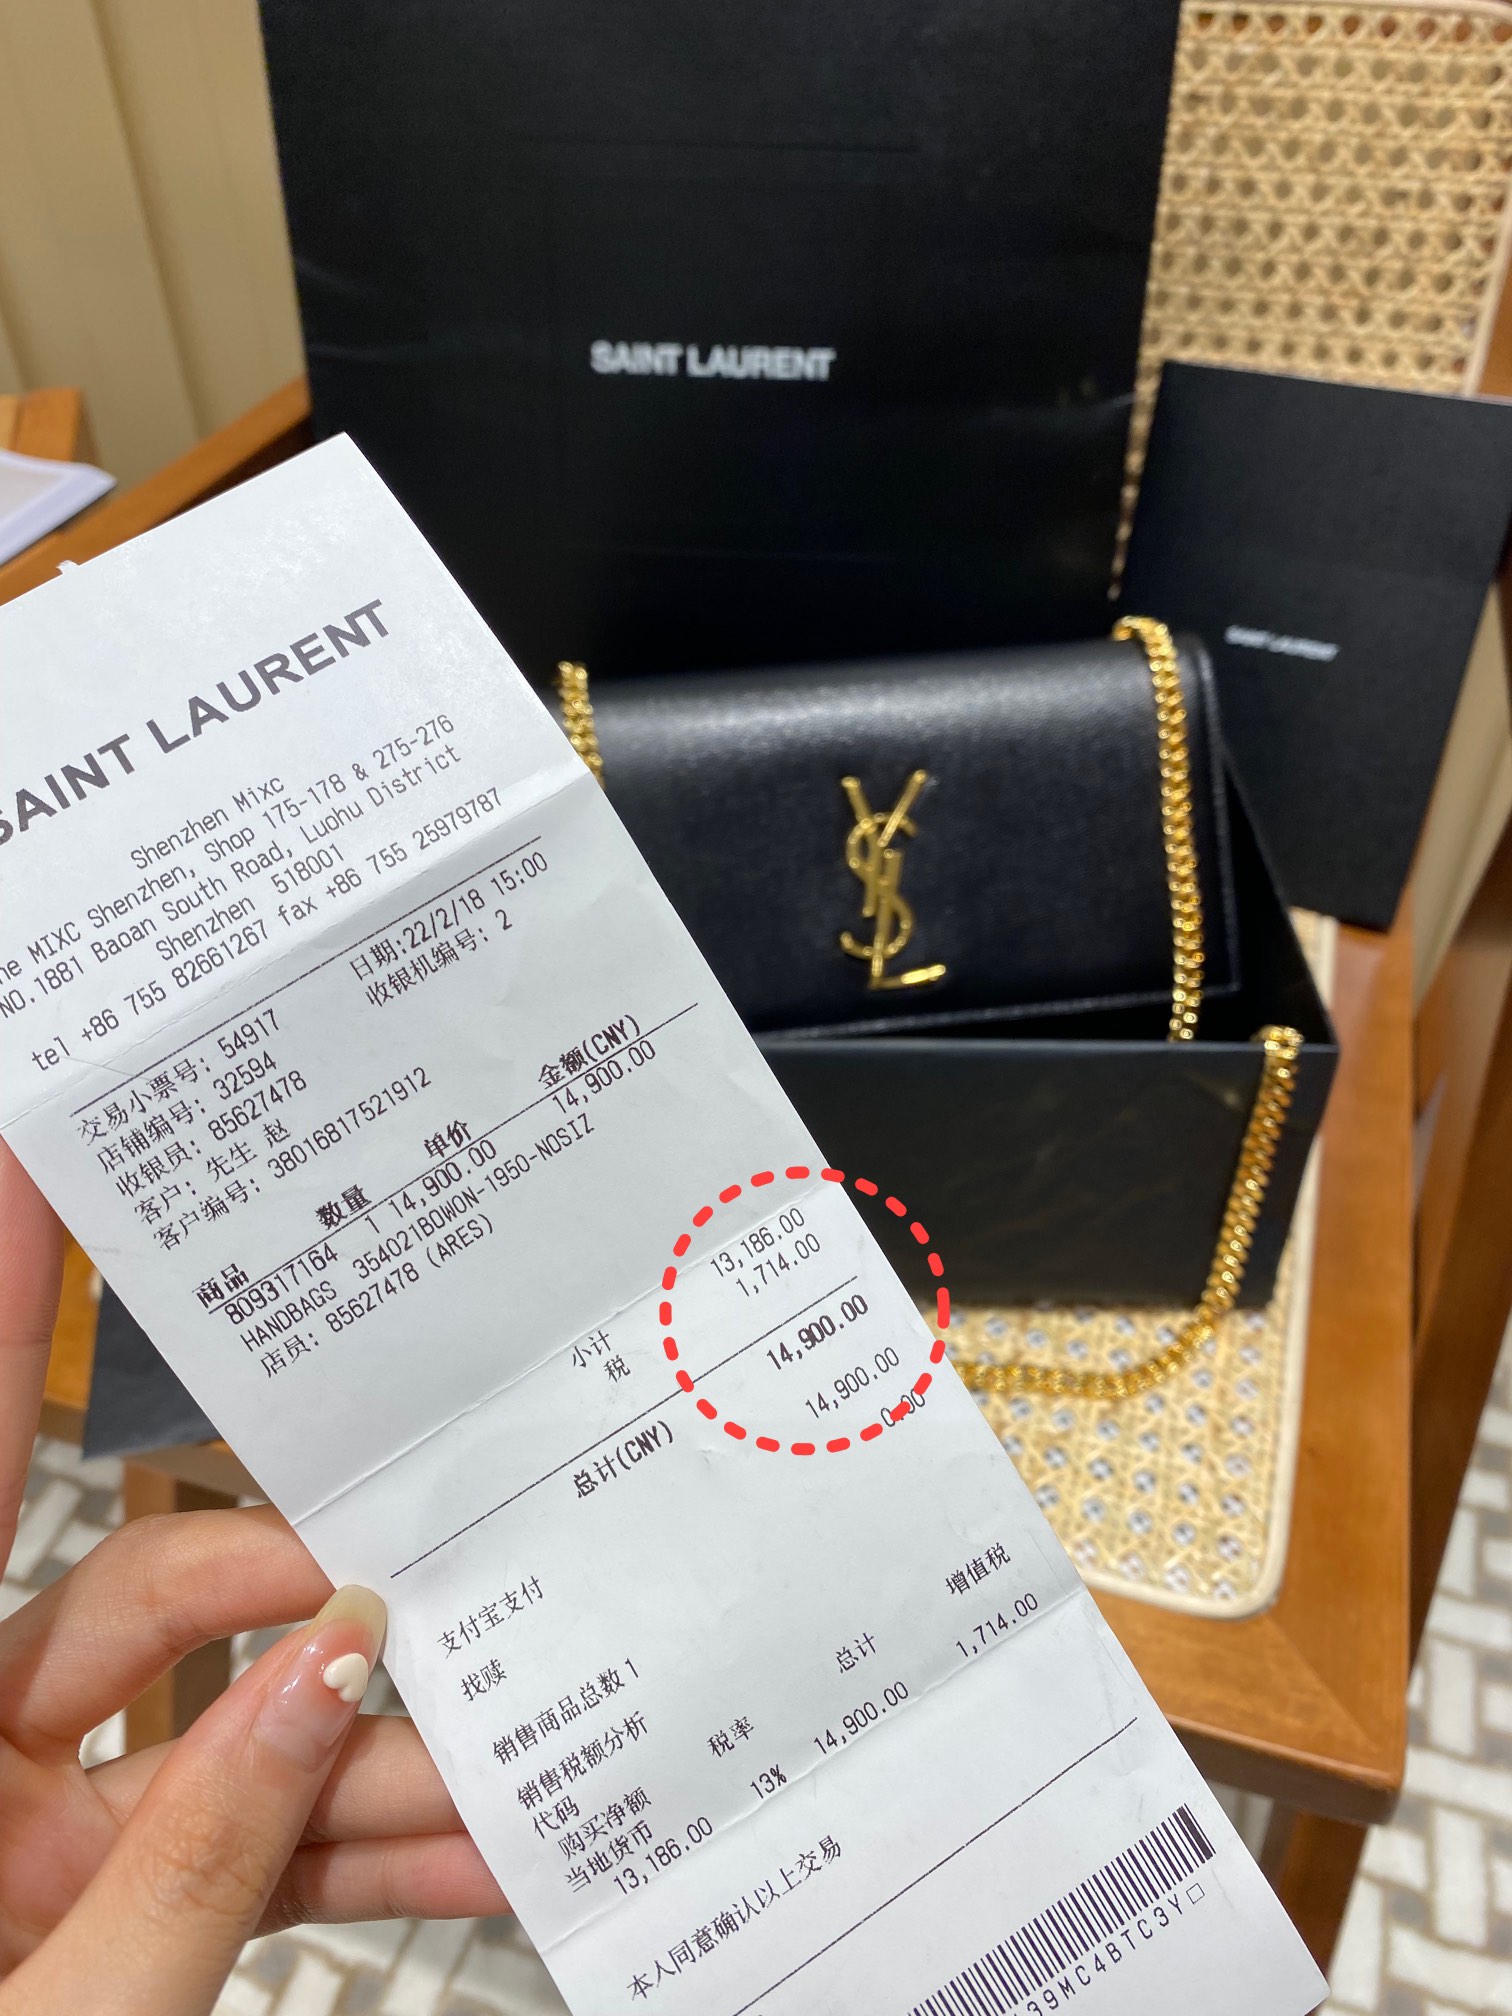 SAINT LAURENT
SAINT LAURENT
YSL
SAINT LAURENT
Shenzhen Mixc
MIXC Shenzhen, Shop 175-178 & 275-276
NO.1881 Baoan South Road, Luohu District
Shenzhen 518001
tel +86 755 82661267 fax +86 755 25979787
日期:22/2/18 15:00
收银机编号: 2
交易小票号: 54917
店铺编号: 32594
收银员: 85627478
客户: 先生 赵
客户编号: 38016817521912
商品 数量 单价 金额(CNY)
809317164 1 14,900.00 14,900.00
HANDBAGS 354021BOWON-1950-NOSIZ
店员: 85627478 (ARES)
小计 13,186.00
税 1,714.00
总计(CNY) 14,900.00
支付宝支付 14,900.00
找赎 0.00
销售商品总数 1
销售税额分析
代码 税率 总计 增值税
购买净额
当地货币
13,186.00 13% 14,900.00 1,714.00
本人同意确认以上交易
39MC4BTC3Y